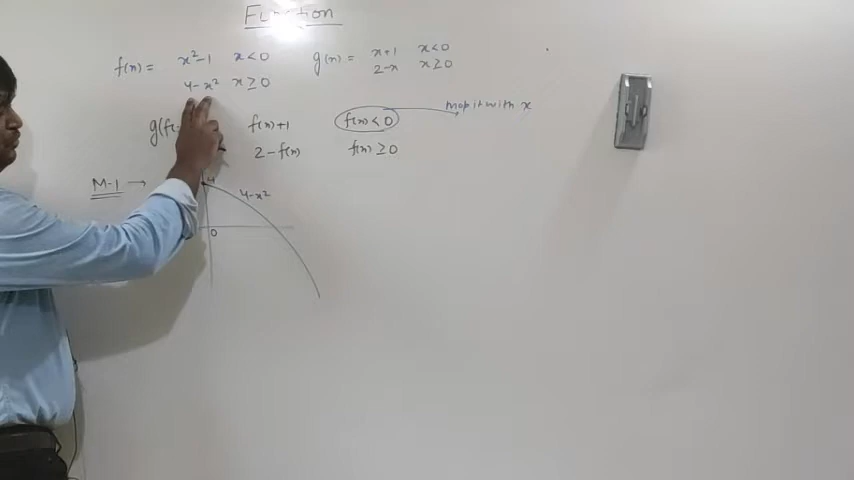 Function
f(x) = x²-1 x<0 g(x) = x+1 x<0
4-x² x≥0 2-x x≥0
map it with x
g(f( f(x)+1 f(x)<0
2-f(x) f(x)≥0
M-1 → 4 4-x²
0